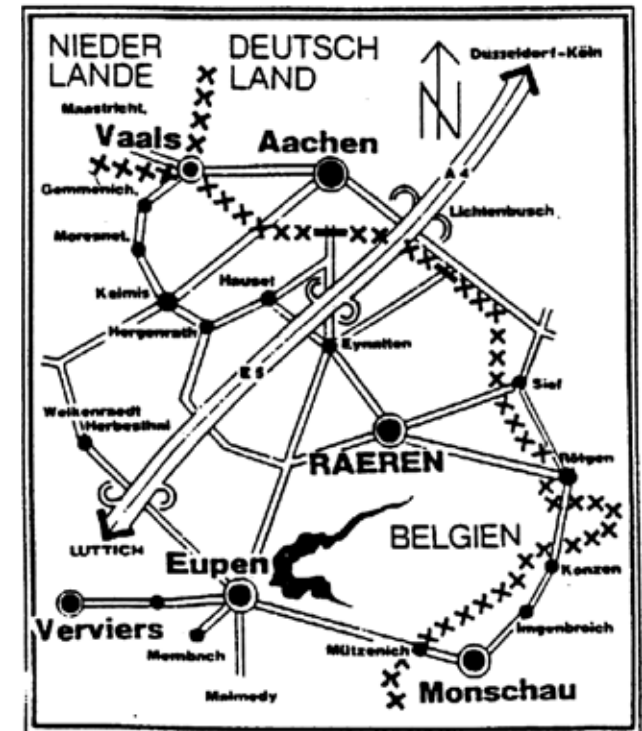 NIEDER
LANDE
DEUTSCH
LAND
N
Dusseldorf-Köln
Maastricht.
Vaals
Aachen
A 4
Gemmenich.
Lichtenbusch
Moresnet.
Kelmis
Hauset
Hergenrath
Eynatten
E 5
Sief
Welkenraedt
Herbesthal
RAEREN
Rötgen
LUTTICH
BELGIEN
Eupen
Konzen
Verviers
Membach
Imgenbroich
Mützenich
Malmedy
Monschau